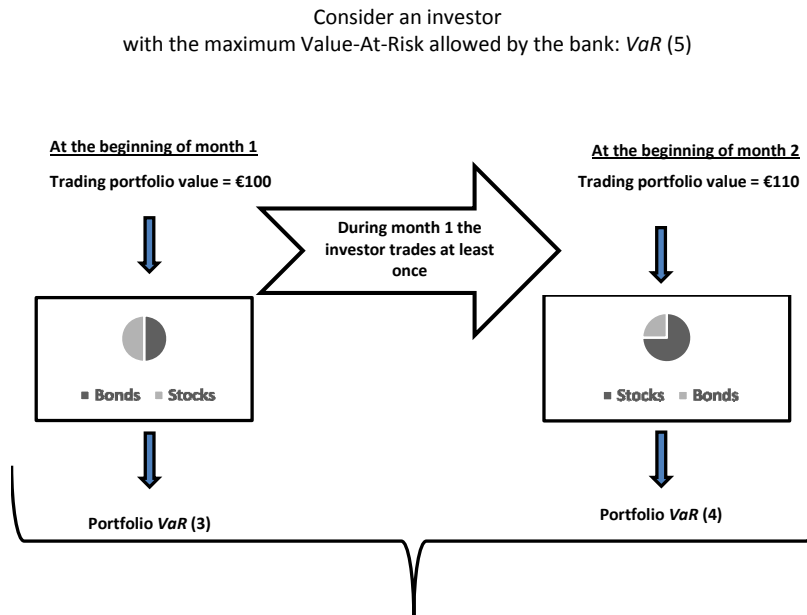 Consider an investor
with the maximum Value-At-Risk allowed by the bank: VaR (5)
At the beginning of month 1
Trading portfolio value = €100
During month 1 the
investor trades at least
once
At the beginning of month 2
Trading portfolio value = €110
Bonds Stocks
Stocks Bonds
Portfolio VaR (3)
Portfolio VaR (4)